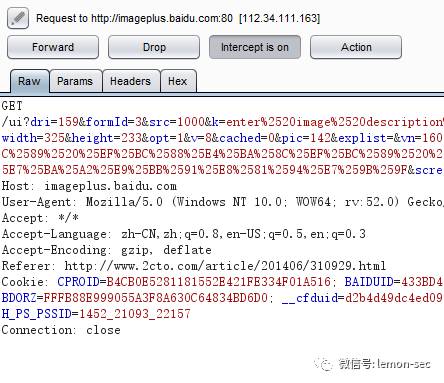 Request to http://imageplus.baidu.com:80 [112.34.111.163]
Forward Drop Intercept is on Action
Raw Params Headers Hex
GET
/ui?dri=159&formId=3&src=1000&k=enter%2520image%2520description%
width=325&height=233&opt=1&v=8&cached=0&pic=142&explist=&vn=160
C%2589%2520%25EF%25BC%2588%25E4%25BA%258C%25EF%25BC%2589%2520%25
5E7%25BA%25A2%25E9%25BB%2591%25E8%2581%2594%25E7%259B%259F&scre
Host: imageplus.baidu.com
User-Agent: Mozilla/5.0 (Windows NT 10.0; WOW64; rv:52.0) Gecko/
Accept: */*
Accept-Language: zh-CN,zh;q=0.8,en-US;q=0.5,en;q=0.3
Accept-Encoding: gzip, deflate
Referer: http://www.2cto.com/article/201406/310929.html
Cookie: CPROID=B4CB0E5281181552E421FE334F01A516; BAIDUID=433BD4
BDORZ=FFFB88E999055A3F8A630C64834BD6D0; __cfduid=d2b4d49dc4ed09
H_PS_PSSID=1452_21093_22157
Connection: close
微信号: lemon-sec